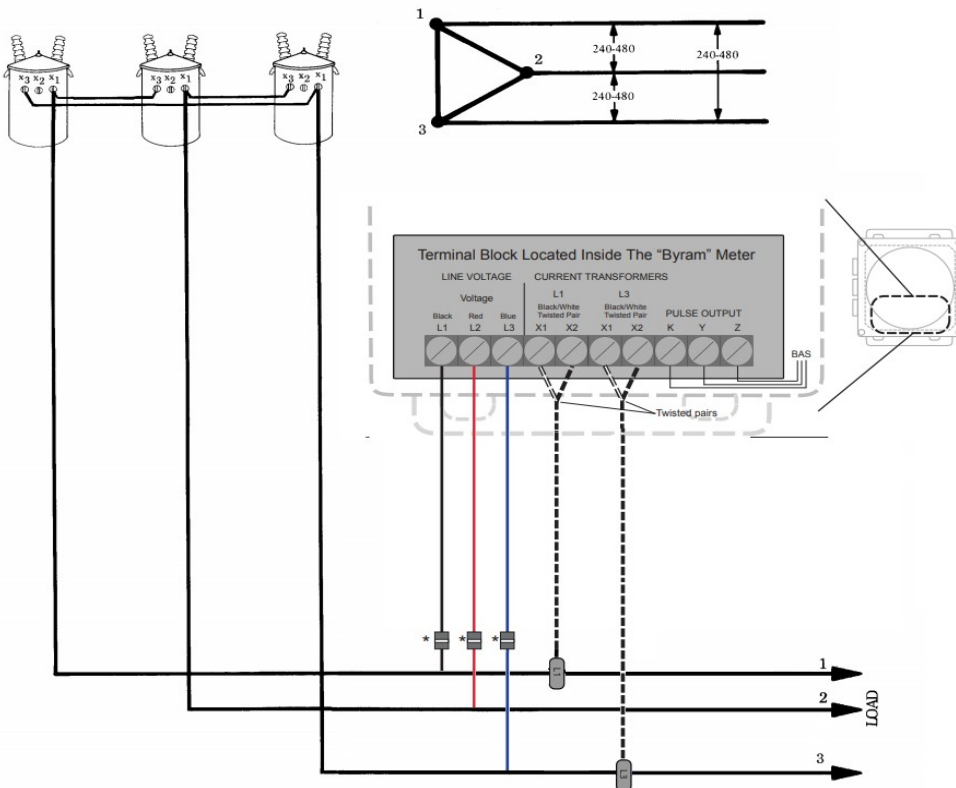 1
2
3
240-480
240-480
240-480
X3 X2 X1
X3 X2 X1
X3 X2 X1
Terminal Block Located Inside The “Byram” Meter
LINE VOLTAGE CURRENT TRANSFORMERS
Voltage
L1
L3
Black Red Blue
Black/White
Twisted Pair
Black/White
Twisted Pair
PULSE OUTPUT
L1 L2 L3 X1 X2 X1 X2 K Y Z
BAS
Twisted pairs
* * *
L1
L3
1
2
3
LOAD